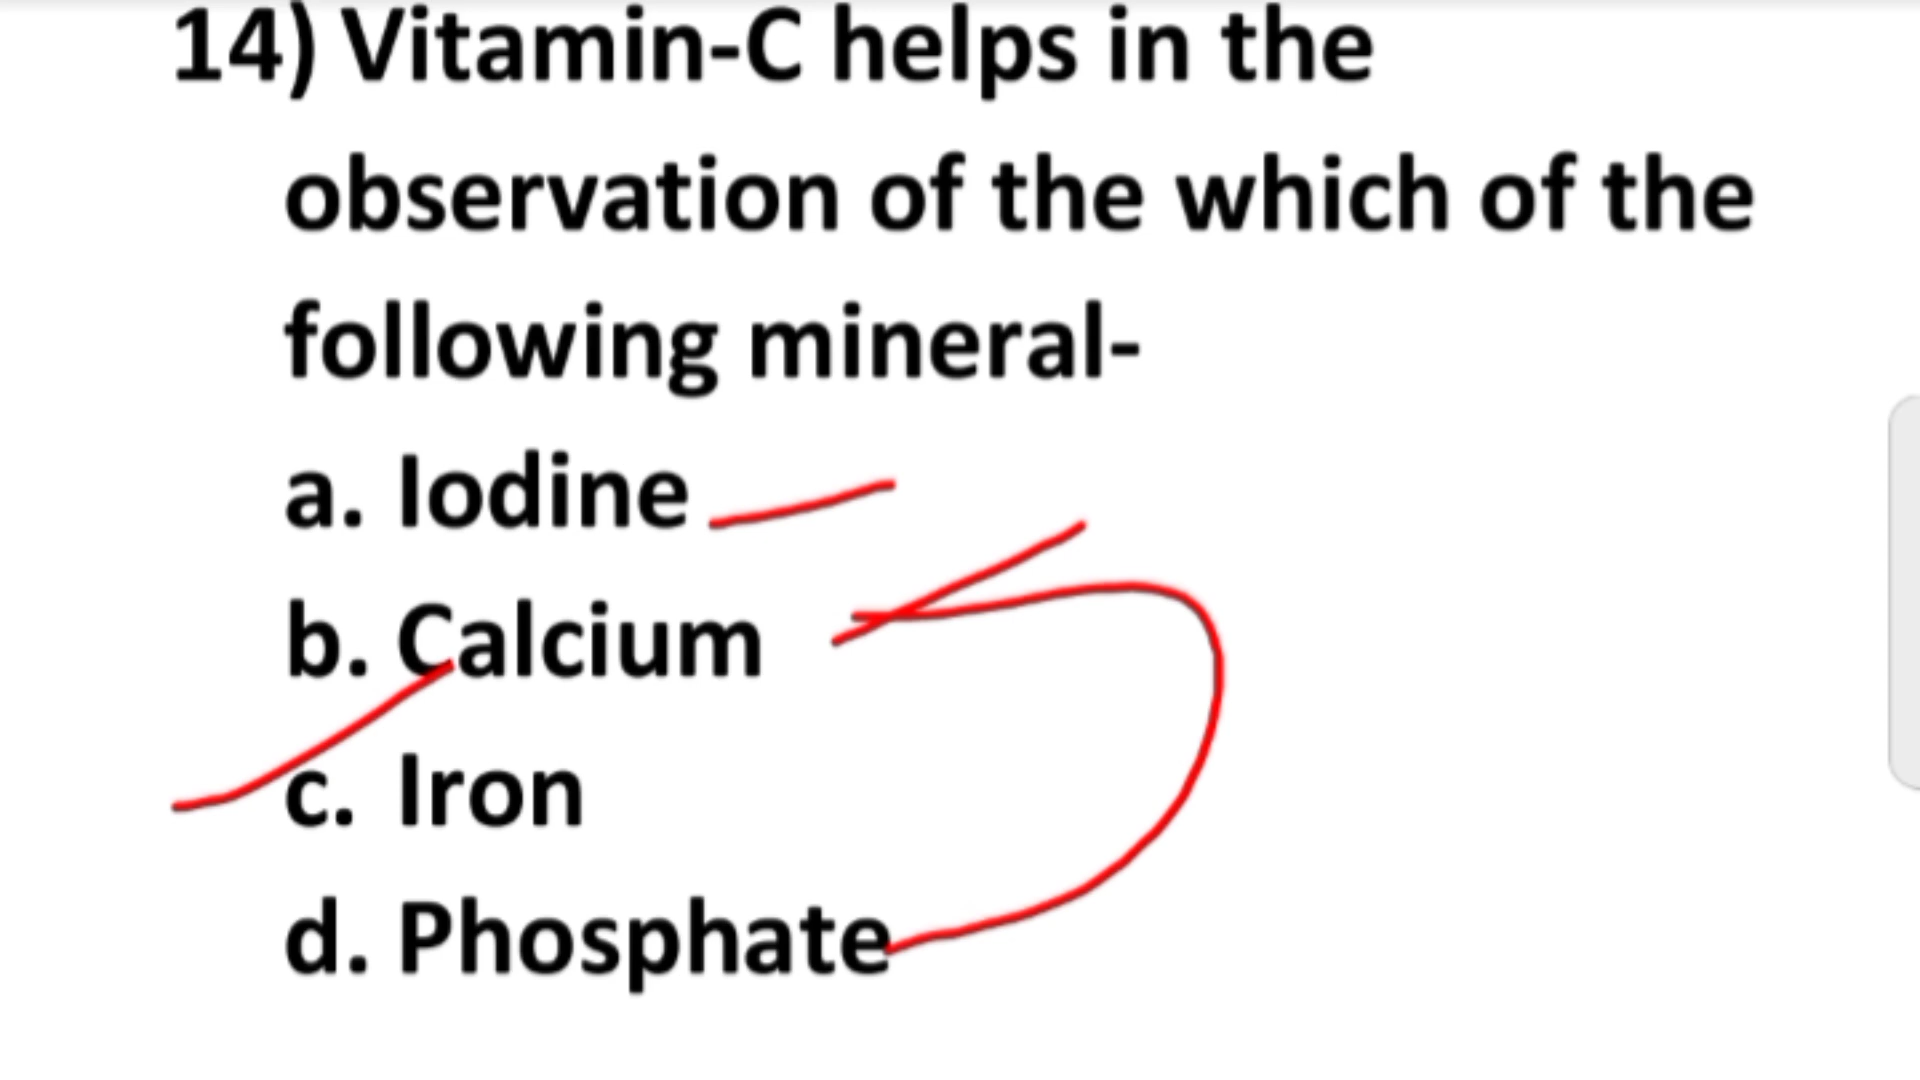 14) Vitamin-C helps in the
observation of the which of the
following mineral-
a. Iodine
b. Calcium
c. Iron
d. Phosphate